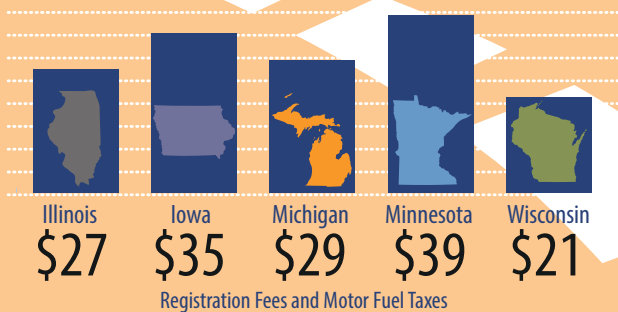 Illinois Iowa Michigan Minnesota Wisconsin
$27 $35 $29 $39 $21
Registration Fees and Motor Fuel Taxes